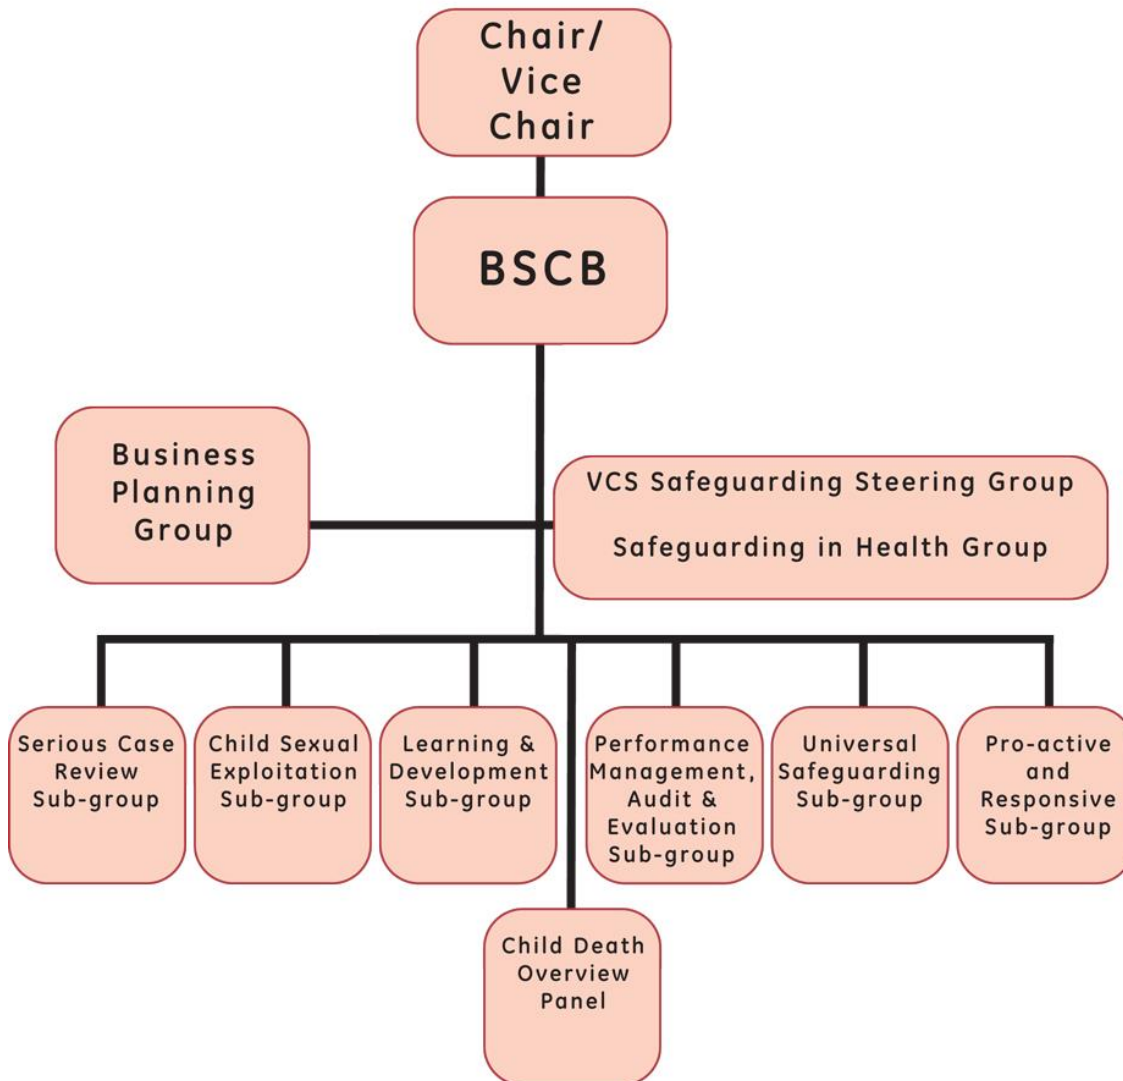 Chair/
Vice
Chair
BSCB
Business
Planning
Group
VCS Safeguarding Steering Group
Safeguarding in Health Group
Serious Case
Review
Sub-group
Child Sexual
Exploitation
Sub-group
Learning &
Development
Sub-group
Performance
Management,
Audit &
Evaluation
Sub-group
Universal
Safeguarding
Sub-group
Pro-active
and
Responsive
Sub-group
Child Death
Overview
Panel